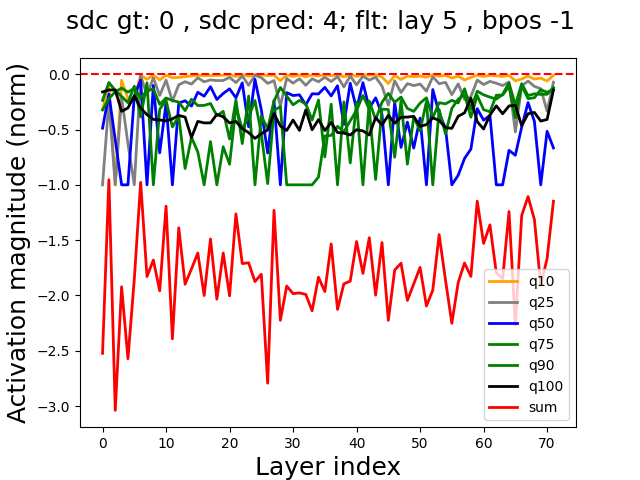 sdc gt: 0 , sdc pred: 4; flt: lay 5 , bpos -1
Activation magnitude (norm)
0.0
−0.5
−1.0
−1.5
−2.0
−2.5
−3.0
q10
q25
q50
q75
q90
q100
sum
0 10 20 30 40 50 60 70
Layer index